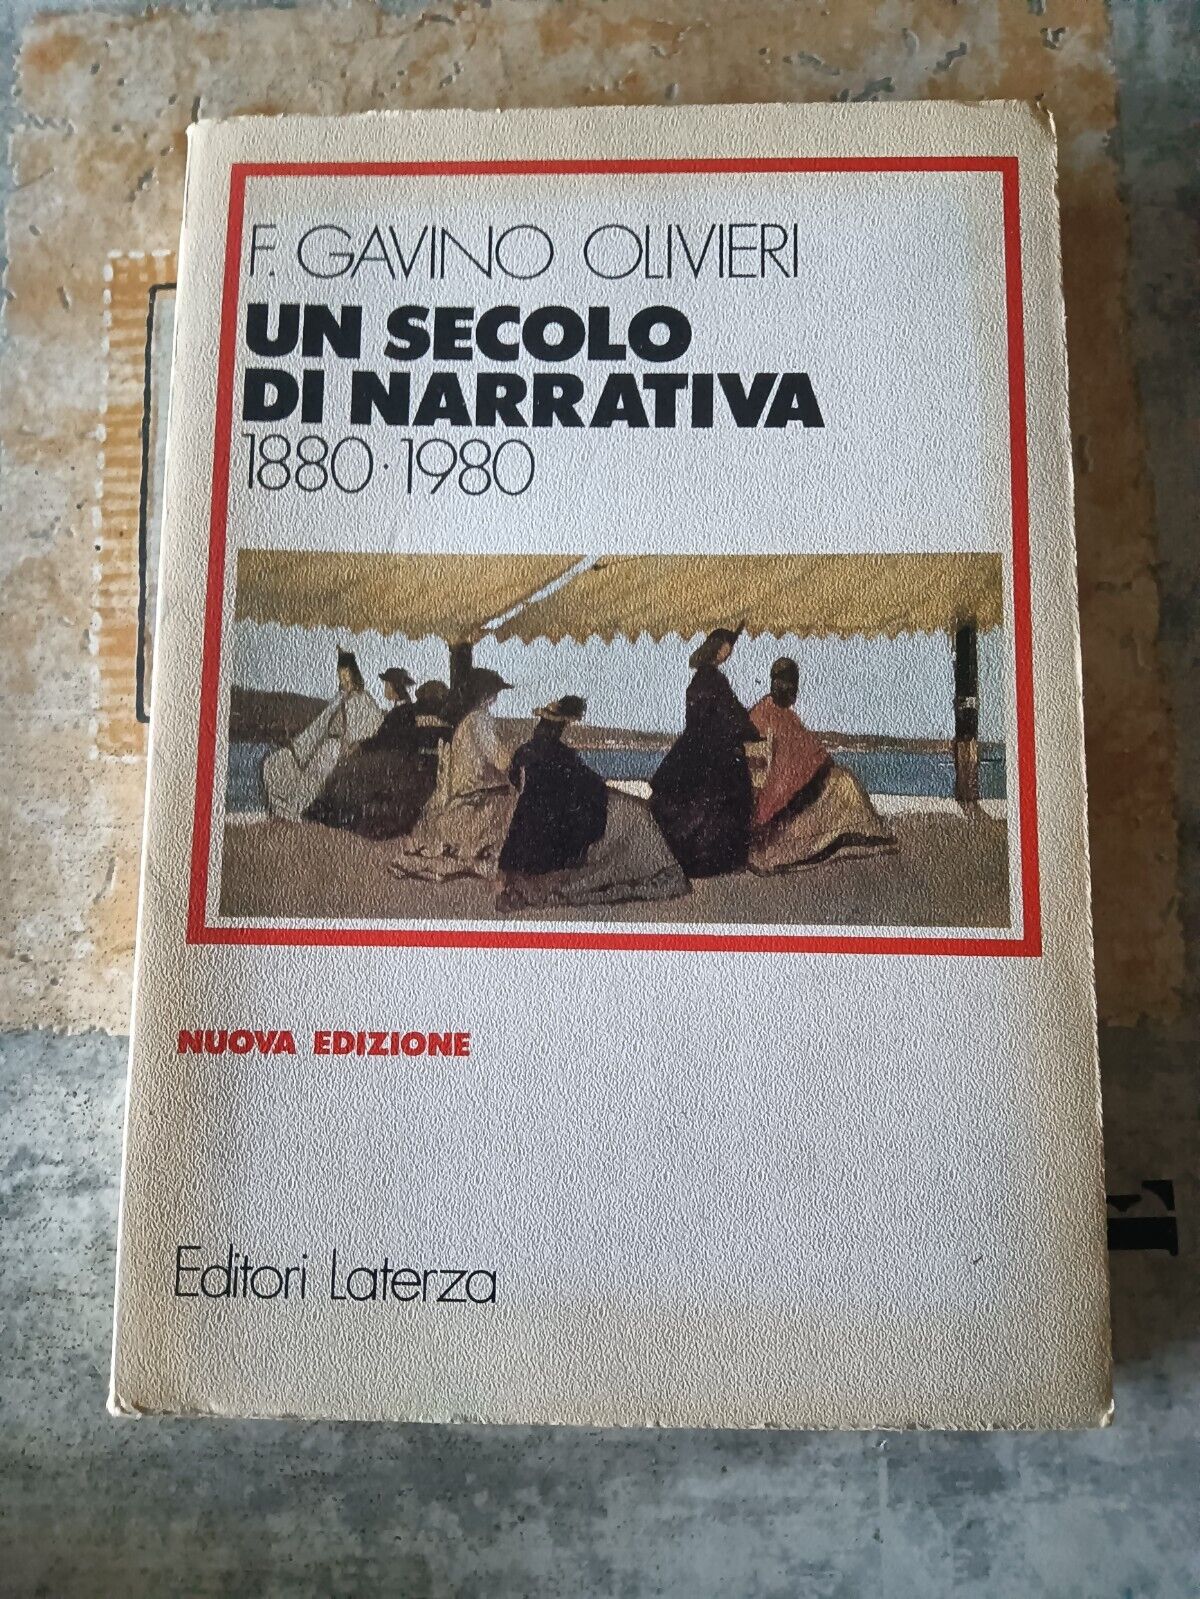 F. GAVINO OLIVIERI
UN SECOLO
DI NARRATIVA
1880·1980
NUOVA EDIZIONE
Editori Laterza